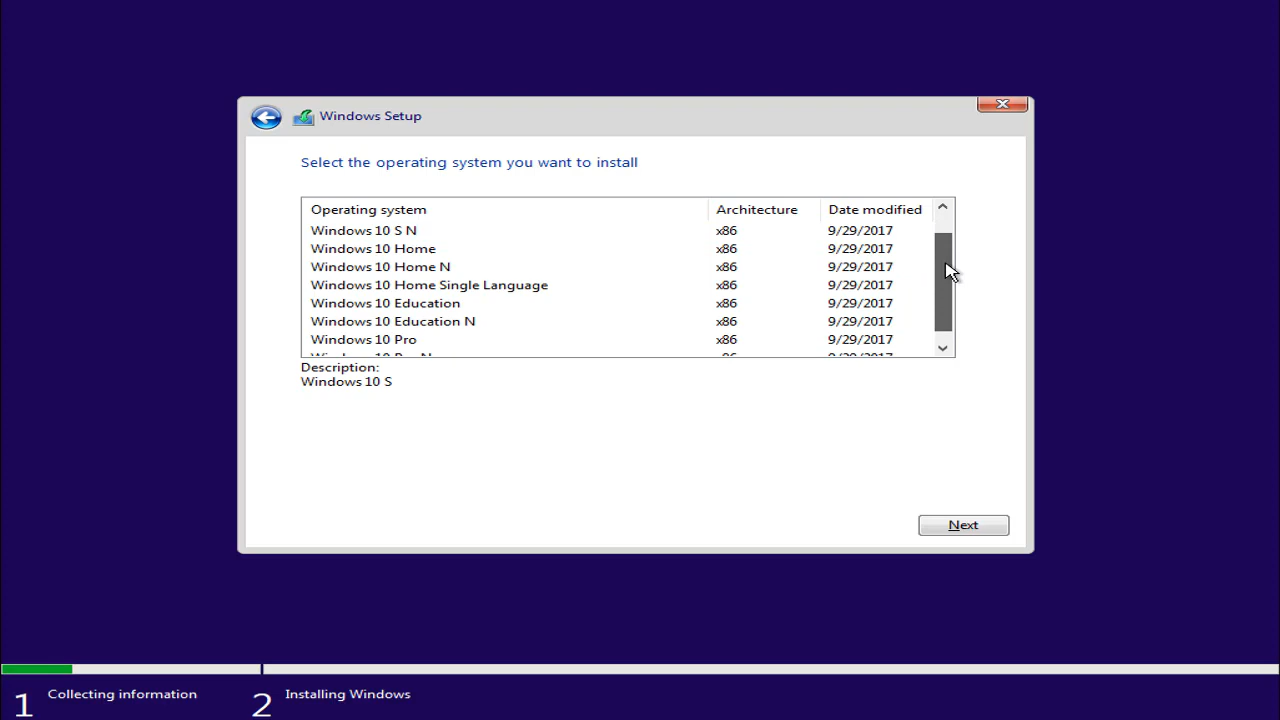 Windows Setup
Select the operating system you want to install
Operating system Architecture Date modified
Windows 10 S N x86 9/29/2017
Windows 10 Home x86 9/29/2017
Windows 10 Home N x86 9/29/2017
Windows 10 Home Single Language x86 9/29/2017
Windows 10 Education x86 9/29/2017
Windows 10 Education N x86 9/29/2017
Windows 10 Pro x86 9/29/2017
Description:
Windows 10 S
Next
1 Collecting information 2 Installing Windows